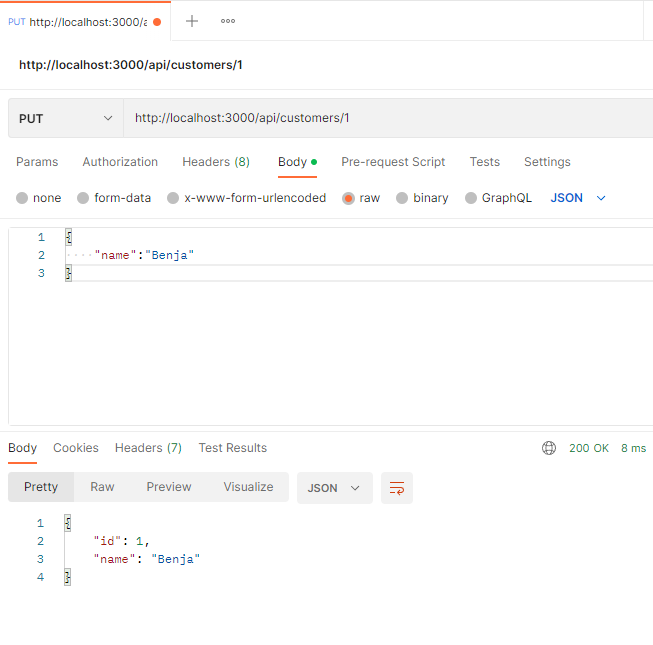 PUT http://localhost:3000/a
http://localhost:3000/api/customers/1
PUT http://localhost:3000/api/customers/1
Params Authorization Headers (8) Body Pre-request Script Tests Settings
none form-data x-www-form-urlencoded raw binary GraphQL JSON
1 {
2 "name":"Benja"
3 }
Body Cookies Headers (7) Test Results 200 OK 8 ms
Pretty Raw Preview Visualize JSON
1 {
2 "id": 1,
3 "name": "Benja"
4 }